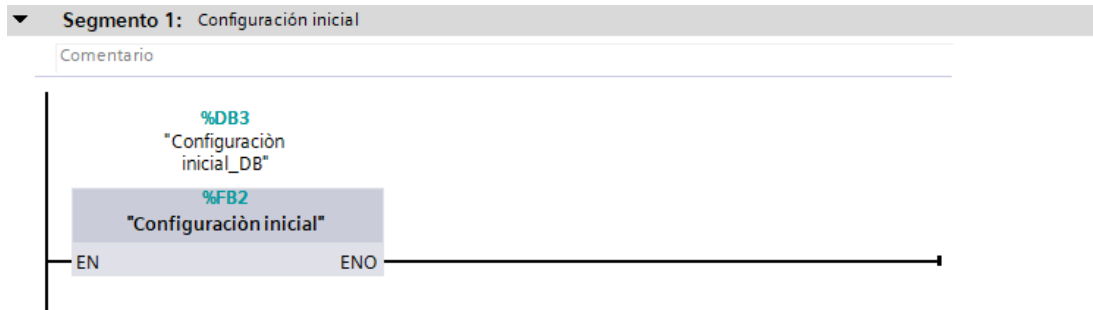 Segmento 1: Configuración inicial
Comentario
%DB3
"Configuraciòn
inicial_DB"
%FB2
"Configuraciòn inicial"
EN ENO